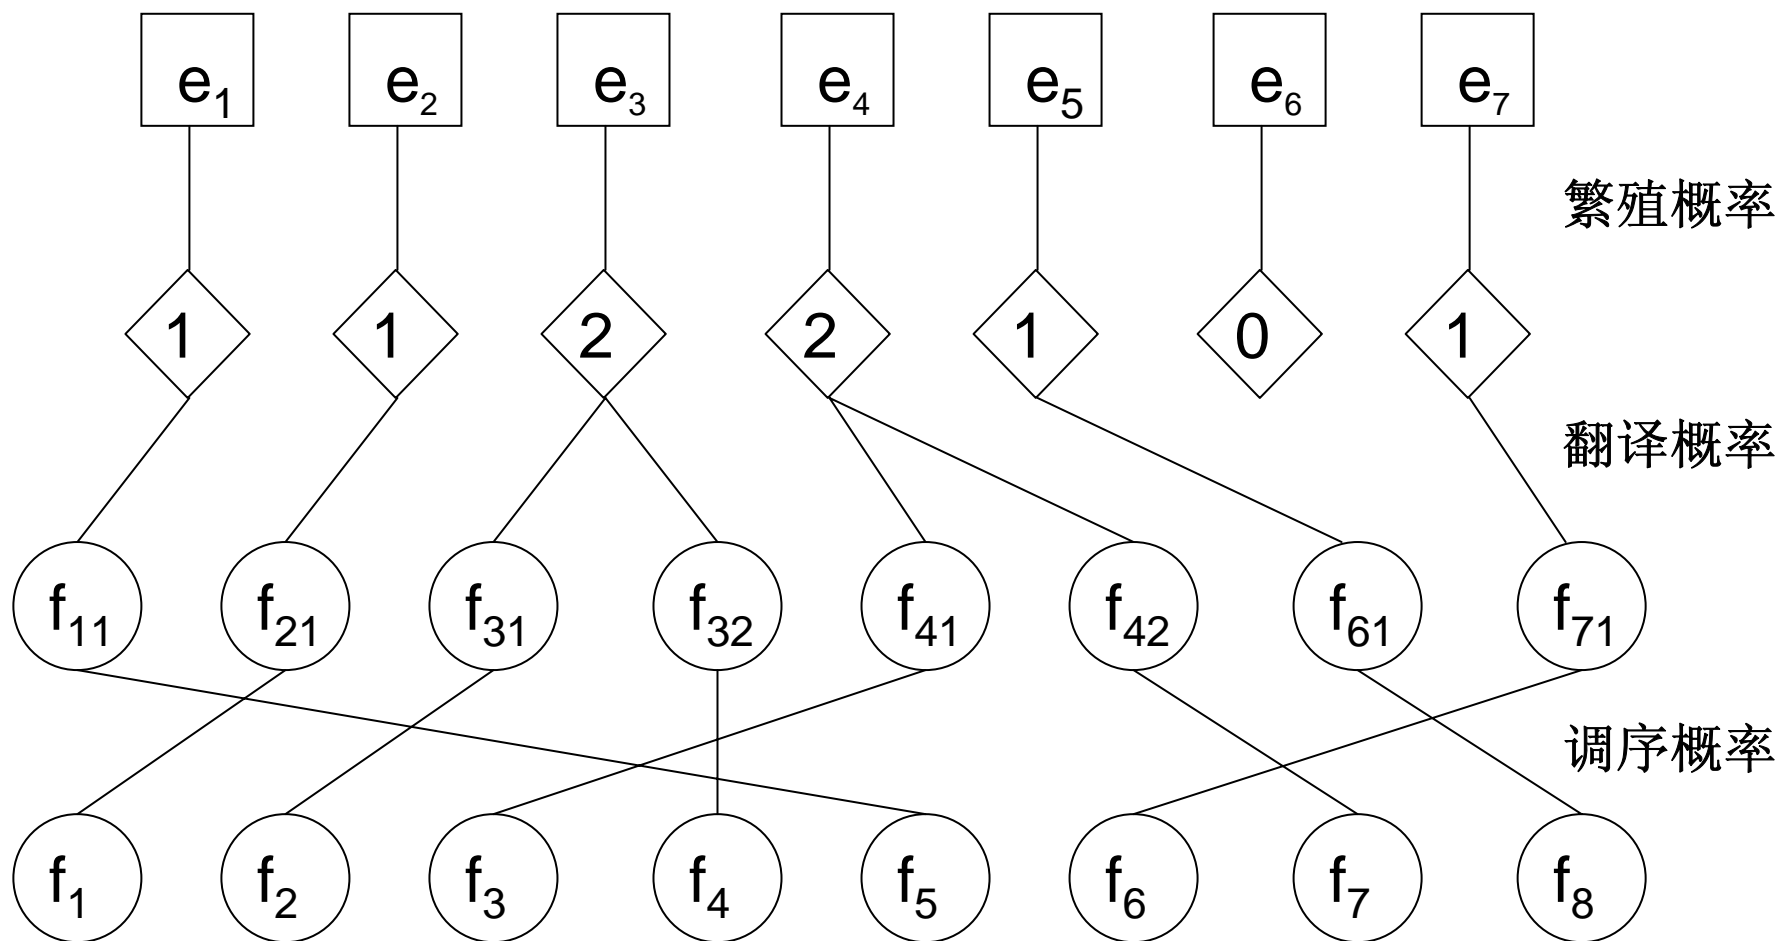 e₁ e₂ e₃ e₄ e₅ e₆ e₇
繁殖概率
1 1 2 2 1 0 1
翻译概率
f₁₁ f₂₁ f₃₁ f₃₂ f₄₁ f₄₂ f₆₁ f₇₁
调序概率
f₁ f₂ f₃ f₄ f₅ f₆ f₇ f₈